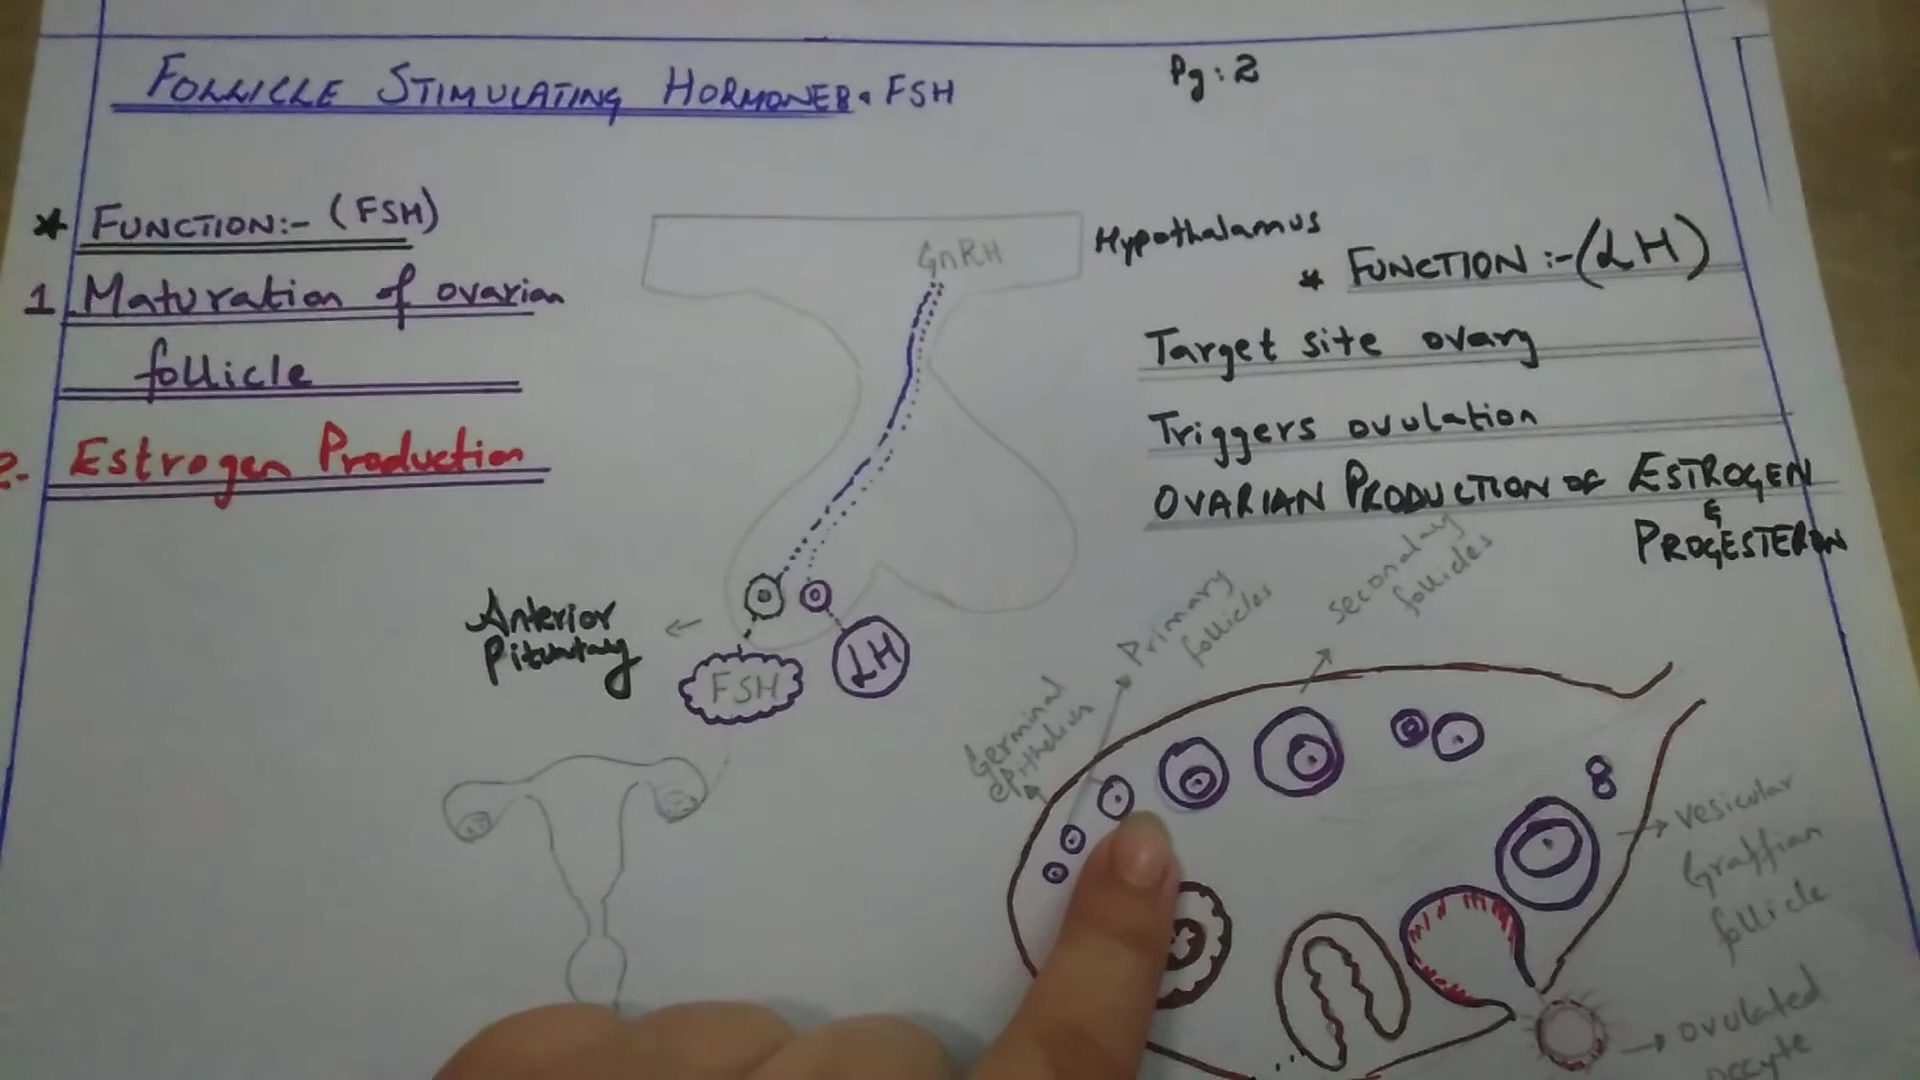 FOLLICLE STIMULATING HORMONE & FSH
Pg: 2
* FUNCTION:- (FSH)
1 Maturation of ovarian
follicle
2. Estrogen Production
GnRH
Hypothalamus
* FUNCTION :- (LH)
Target site ovary
Triggers ovulation
OVARIAN PRODUCTION OF ESTROGEN
&
PROGESTERON
Anterior
Pituitary
FSH
LH
Germinal
epithelium
Primary
follicles
secondary
follicles
8
vesicular
Graffian
follicle
ovulated
oocyte